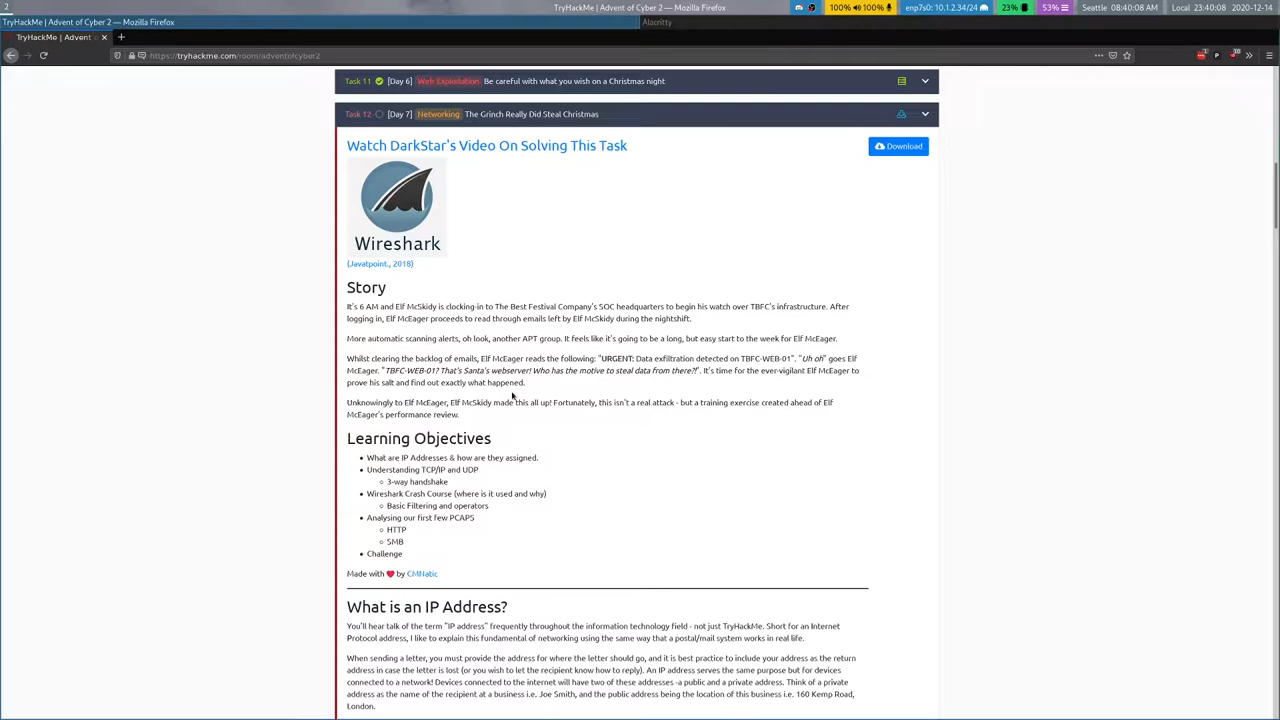 2
TryHackMe | Advent of Cyber 2 — Mozilla Firefox
100% 100%
enp7s0: 10.1.2.34/24
23%
53%
Seattle 08:40:08 AM
Local 23:40:08
2020-12-14
TryHackMe | Advent of Cyber 2 — Mozilla Firefox
Alacritty
TryHackMe | Advent
https://tryhackme.com/room/adventofcyber2
Task 11 [Day 6] Web Exploitation Be careful with what you wish on a Christmas night
Task 12 [Day 7] Networking The Grinch Really Did Steal Christmas
Watch DarkStar's Video On Solving This Task
Download
Wireshark
(Javatpoint., 2018)
Story
It's 6 AM and Elf McSkidy is clocking-in to The Best Festival Company's SOC headquarters to begin his watch over TBFC's infrastructure. After
logging in, Elf McEager proceeds to read through emails left by Elf McSkidy during the nightshift.
More automatic scanning alerts, oh look, another APT group. It feels like it's going to be a long, but easy start to the week for Elf McEager.
Whilst clearing the backlog of emails, Elf McEager reads the following: "URGENT: Data exfiltration detected on TBFC-WEB-01". "Uh oh" goes Elf
McEager. "TBFC-WEB-01? That's Santa's webserver! Who has the motive to steal data from there?!". It's time for the ever-vigilant Elf McEager to
prove his salt and find out exactly what happened.
Unknowingly to Elf McEager, Elf McSkidy made this all up! Fortunately, this isn't a real attack - but a training exercise created ahead of Elf
McEager's performance review.
Learning Objectives
• What are IP Addresses & how are they assigned.
• Understanding TCP/IP and UDP
◦ 3-way handshake
• Wireshark Crash Course (where is it used and why)
◦ Basic Filtering and operators
• Analysing our first few PCAPS
◦ HTTP
◦ SMB
• Challenge
Made with ❤ by CMNatic
What is an IP Address?
You'll hear talk of the term "IP address" frequently throughout the information technology field - not just TryHackMe. Short for an Internet
Protocol address, I like to explain this fundamental of networking using the same way that a postal/mail system works in real life.
When sending a letter, you must provide the address for where the letter should go, and it is best practice to include your address as the return
address in case the letter is lost (or you wish to let the recipient know how to reply). An IP address serves the same purpose but for devices
connected to a network! Devices connected to the internet will have two of these addresses -a public and a private address. Think of a private
address as the name of the recipient at a business i.e. Joe Smith, and the public address being the location of this business i.e. 160 Kemp Road,
London.